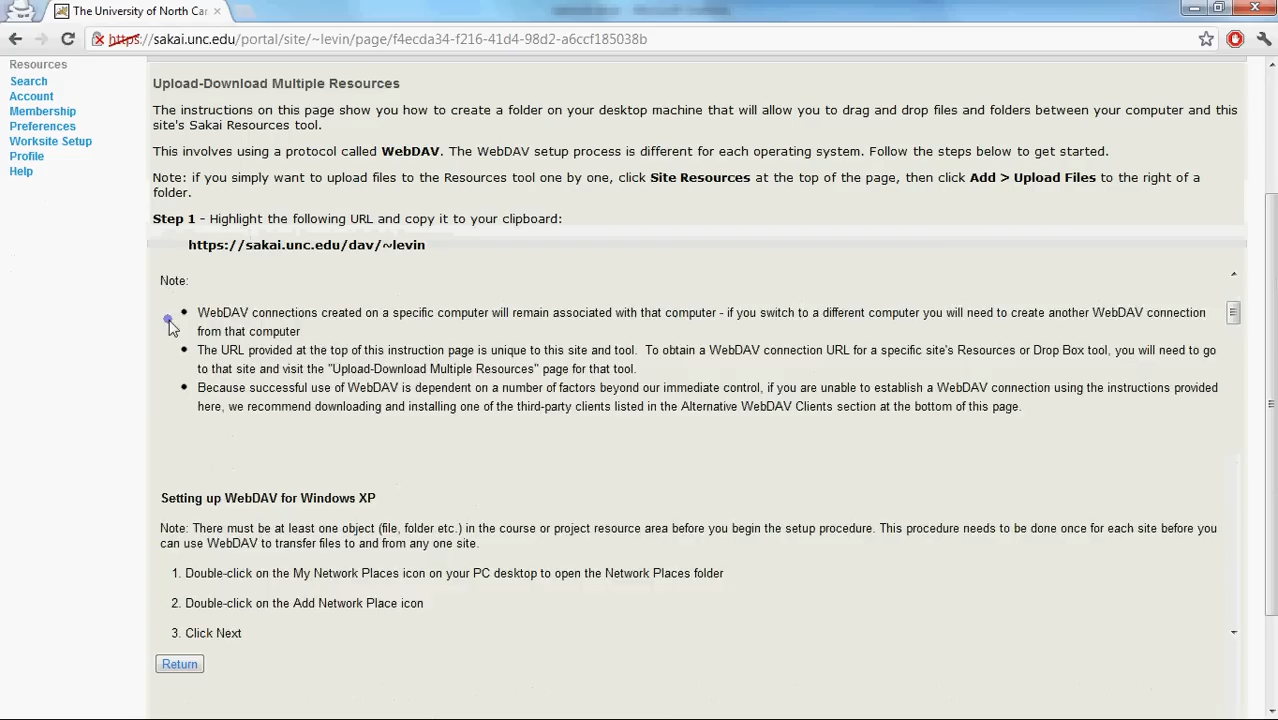 The University of North Car
https://sakai.unc.edu/portal/site/~levin/page/f4ecda34-f216-41d4-98d2-a6ccf185038b
Resources
Search
Account
Membership
Preferences
Worksite Setup
Profile
Help
Upload-Download Multiple Resources
The instructions on this page show you how to create a folder on your desktop machine that will allow you to drag and drop files and folders between your computer and this
site's Sakai Resources tool.
This involves using a protocol called WebDAV. The WebDAV setup process is different for each operating system. Follow the steps below to get started.
Note: if you simply want to upload files to the Resources tool one by one, click Site Resources at the top of the page, then click Add > Upload Files to the right of a
folder.
Step 1 - Highlight the following URL and copy it to your clipboard:
https://sakai.unc.edu/dav/~levin
Note:
• WebDAV connections created on a specific computer will remain associated with that computer - if you switch to a different computer you will need to create another WebDAV connection
from that computer
• The URL provided at the top of this instruction page is unique to this site and tool. To obtain a WebDAV connection URL for a specific site's Resources or Drop Box tool, you will need to go
to that site and visit the "Upload-Download Multiple Resources" page for that tool.
• Because successful use of WebDAV is dependent on a number of factors beyond our immediate control, if you are unable to establish a WebDAV connection using the instructions provided
here, we recommend downloading and installing one of the third-party clients listed in the Alternative WebDAV Clients section at the bottom of this page.
Setting up WebDAV for Windows XP
Note: There must be at least one object (file, folder etc.) in the course or project resource area before you begin the setup procedure. This procedure needs to be done once for each site before you
can use WebDAV to transfer files to and from any one site.
1. Double-click on the My Network Places icon on your PC desktop to open the Network Places folder
2. Double-click on the Add Network Place icon
3. Click Next
Return